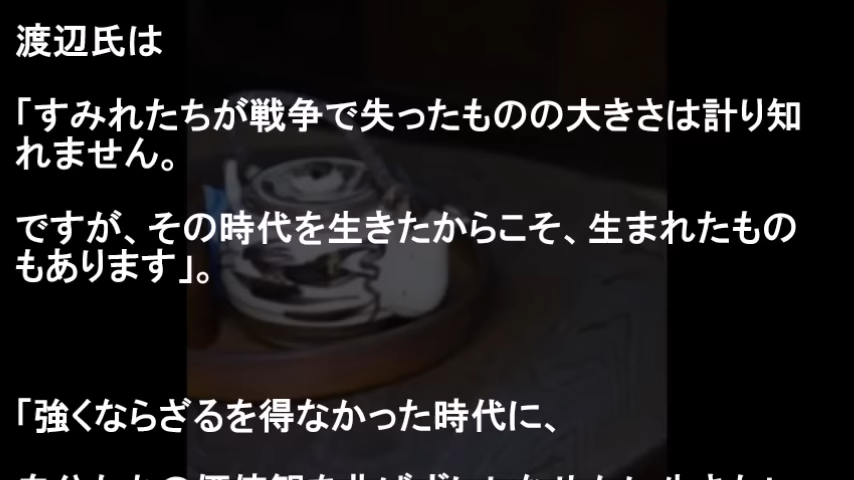 渡辺氏は
「すみれたちが戦争で失ったものの大きさは計り知
れません。
ですが、その時代を生きたからこそ、生まれたもの
もあります」。
「強くならざるを得なかった時代に、